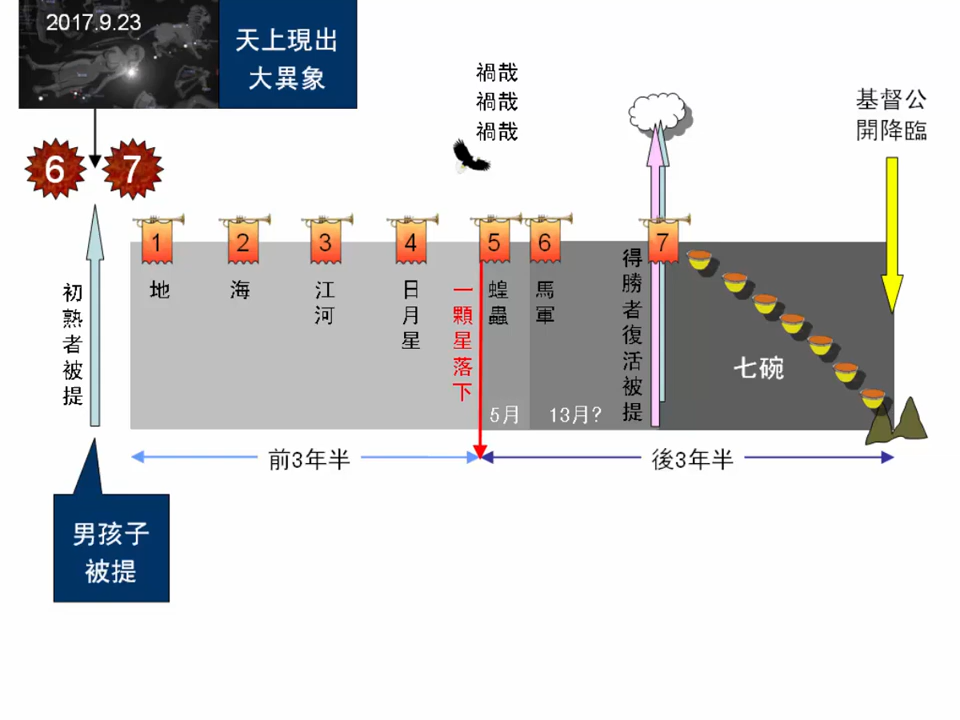 2017.9.23
天上現出
大異象
禍哉
禍哉
禍哉
基督公
開降臨
6
7
1
2
3
4
5
6
7
地
海
江河
日月星
一顆星落下
蝗蟲
馬軍
得勝者復活被提
初熟者被提
七碗
5月
13月?
前3年半
後3年半
男孩子
被提